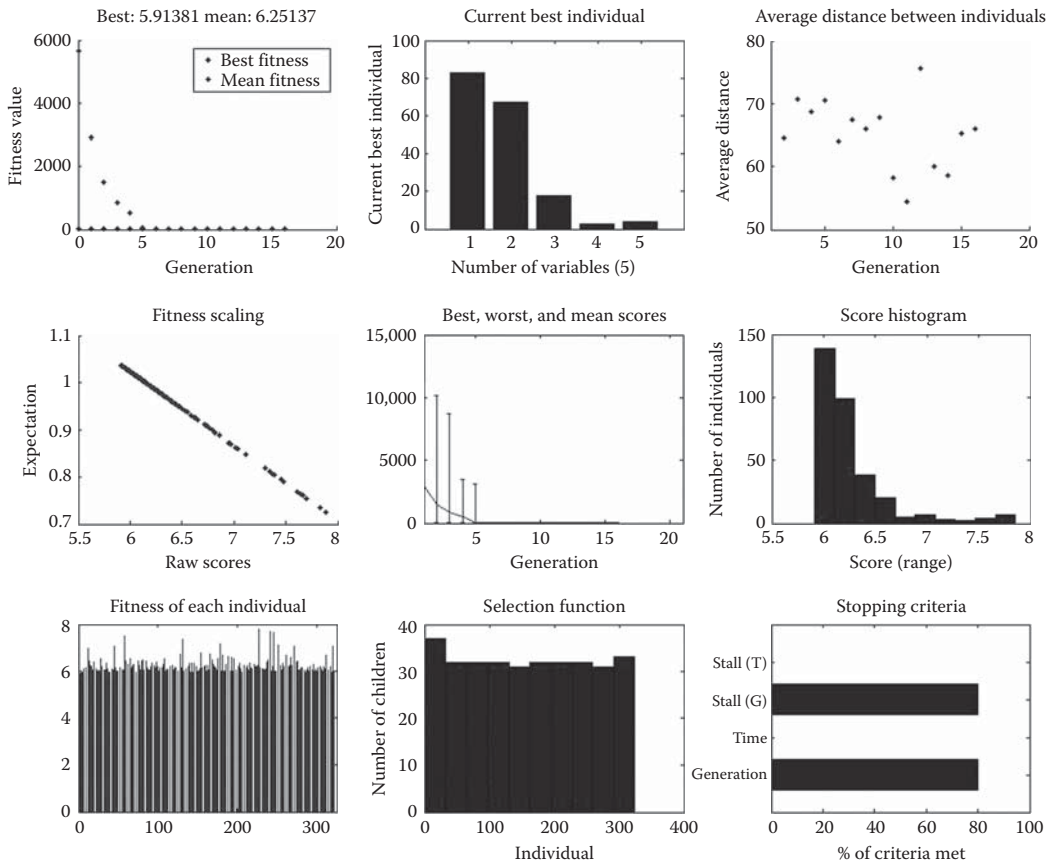 Best: 5.91381 mean: 6.25137
6000
4000
2000
0
Fitness value
Best fitness
Mean fitness
0 5 10 15 20
Generation
Current best individual
100
80
60
40
20
0
Current best individual
1 2 3 4 5
Number of variables (5)
Average distance between individuals
80
70
60
50
Average distance
5 10 15 20
Generation
Fitness scaling
1.1
1
0.9
0.8
0.7
Expectation
5.5 6 6.5 7 7.5 8
Raw scores
Best, worst, and mean scores
15,000
10,000
5000
0
5 10 15 20
Generation
Score histogram
150
100
50
0
Number of individuals
5.5 6 6.5 7 7.5 8
Score (range)
Fitness of each individual
8
6
4
2
0
0 100 200 300
Selection function
40
30
20
10
0
Number of children
0 100 200 300 400
Individual
Stopping criteria
Stall (T)
Stall (G)
Time
Generation
0 20 40 60 80 100
% of criteria met